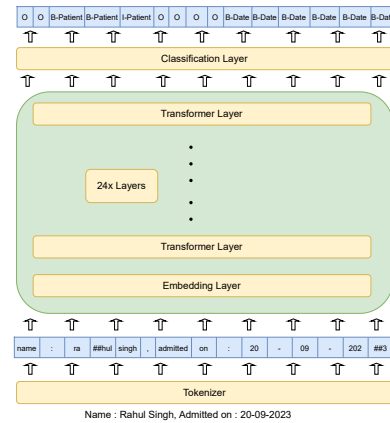 O O B-Patient B-Patient I-Patient O O O O B-Date B-Date B-Date B-Date B-Date B-Date
Classification Layer
Transformer Layer
24x Layers
Transformer Layer
Embedding Layer
name : ra ##hul singh , admitted on : 20 - 09 - 202 ##3
Tokenizer
Name : Rahul Singh, Admitted on : 20-09-2023